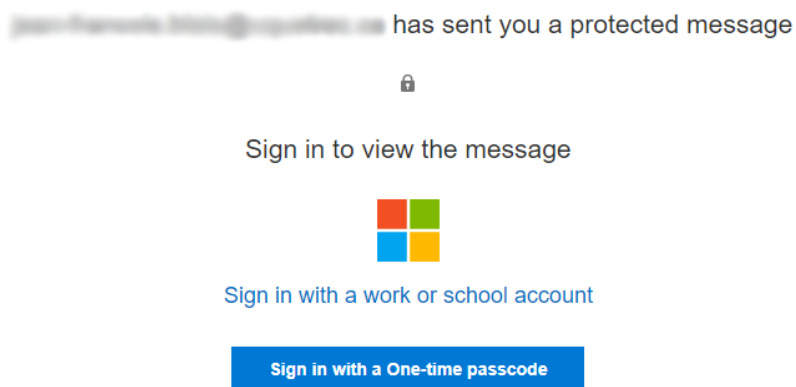 has sent you a protected message
Sign in to view the message
Sign in with a work or school account
Sign in with a One-time passcode